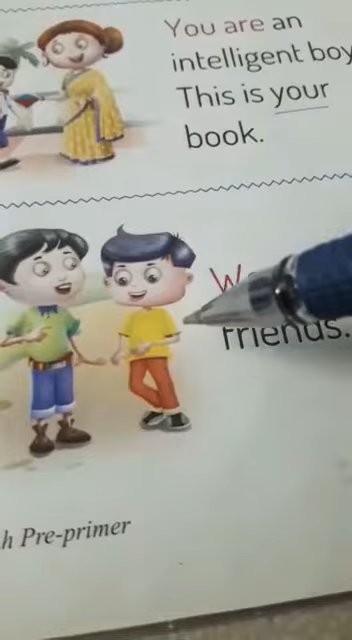 You are an
intelligent boy
This is your
book.
friends.
h Pre-primer